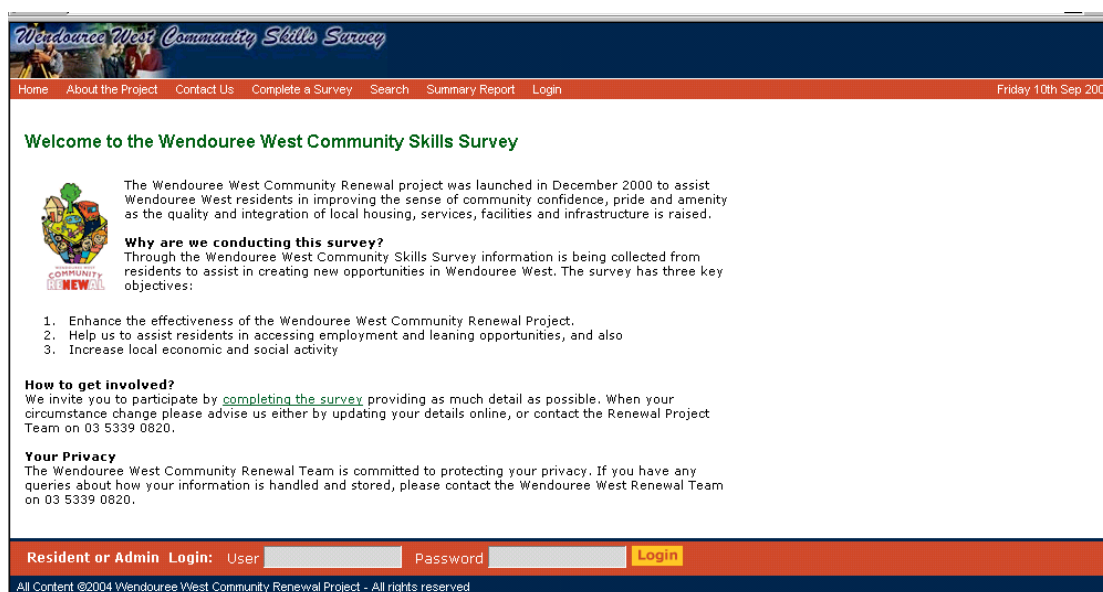 Wendouree West Community Skills Survey
Home About the Project Contact Us Complete a Survey Search Summary Report Login Friday 10th Sep 200
Welcome to the Wendouree West Community Skills Survey
The Wendouree West Community Renewal project was launched in December 2000 to assist
Wendouree West residents in improving the sense of community confidence, pride and amenity
as the quality and integration of local housing, services, facilities and infrastructure is raised.
Why are we conducting this survey?
Through the Wendouree West Community Skills Survey information is being collected from
residents to assist in creating new opportunities in Wendouree West. The survey has three key
objectives:
WENDOUREE WEST
COMMUNITY
RENEWAL
1. Enhance the effectiveness of the Wendouree West Community Renewal Project.
2. Help us to assist residents in accessing employment and leaning opportunities, and also
3. Increase local economic and social activity
How to get involved?
We invite you to participate by completing the survey providing as much detail as possible. When your
circumstance change please advise us either by updating your details online, or contact the Renewal Project
Team on 03 5339 0820.
Your Privacy
The Wendouree West Community Renewal Team is committed to protecting your privacy. If you have any
queries about how your information is handled and stored, please contact the Wendouree West Renewal Team
on 03 5339 0820.
Resident or Admin Login: User Password Login
All Content ©2004 Wendouree West Community Renewal Project - All rights reserved